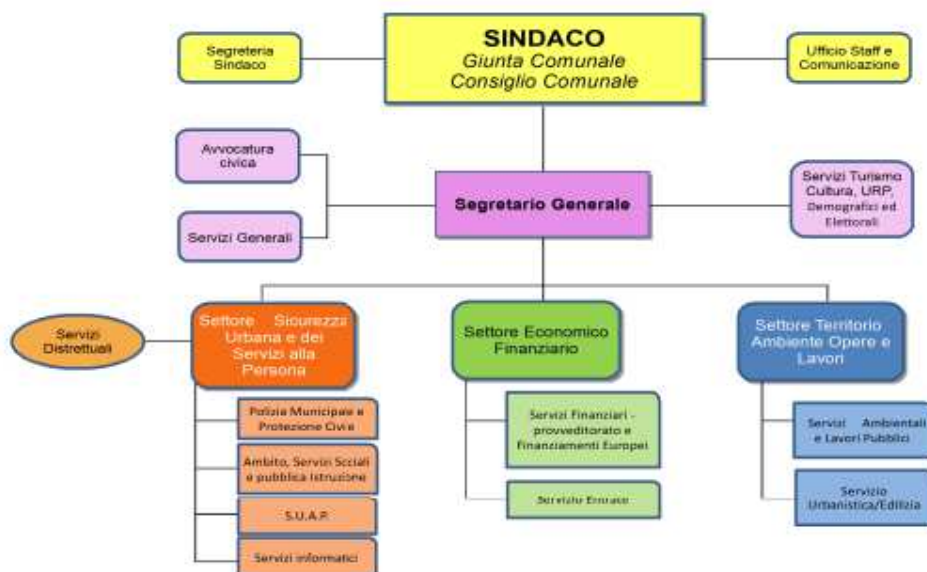 SINDACO
Giunta Comunale
Consiglio Comunale
Segreteria
Sindaco
Ufficio Staff e
Comunicazione
Avvocatura
civica
Servizi Generali
Segretario Generale
Servizi Turismo
Cultura, URP,
Demografici ed
Elettorali
Servizi
Distrettuali
Settore Sicurezza
Urbana e dei
Servizi alla
Persona
Settore Economico
Finanziario
Settore Territorio
Ambiente Opere e
Lavori
Polizia Municipale e
Protezione Civile
Ambito, Servizi Sociali
e pubblica istruzione
S.U.A.P.
Servizi informatici
Servizi Finanziari -
provveditorato e
Finanziamenti Europei
Servizio Entrate
Servizi Ambientali
e Lavori Pubblici
Servizio
Urbanistica/Edilizia